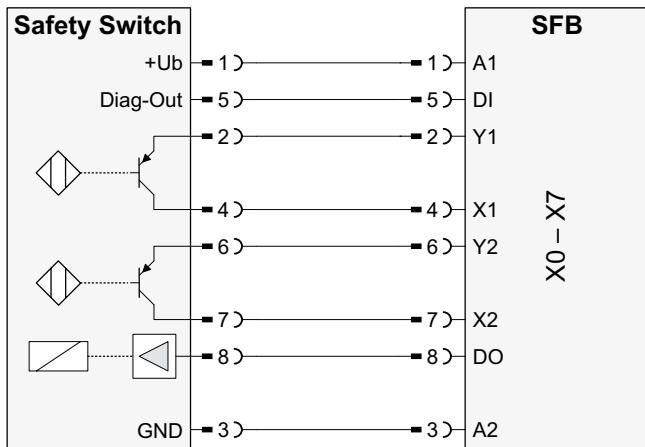 Safety Switch SFB
+Ub 1 1 A1
Diag-Out 5 5 DI
2 2 Y1
4 4 X1
6 6 Y2
7 7 X2
8 8 DO
GND 3 3 A2
X0 – X7